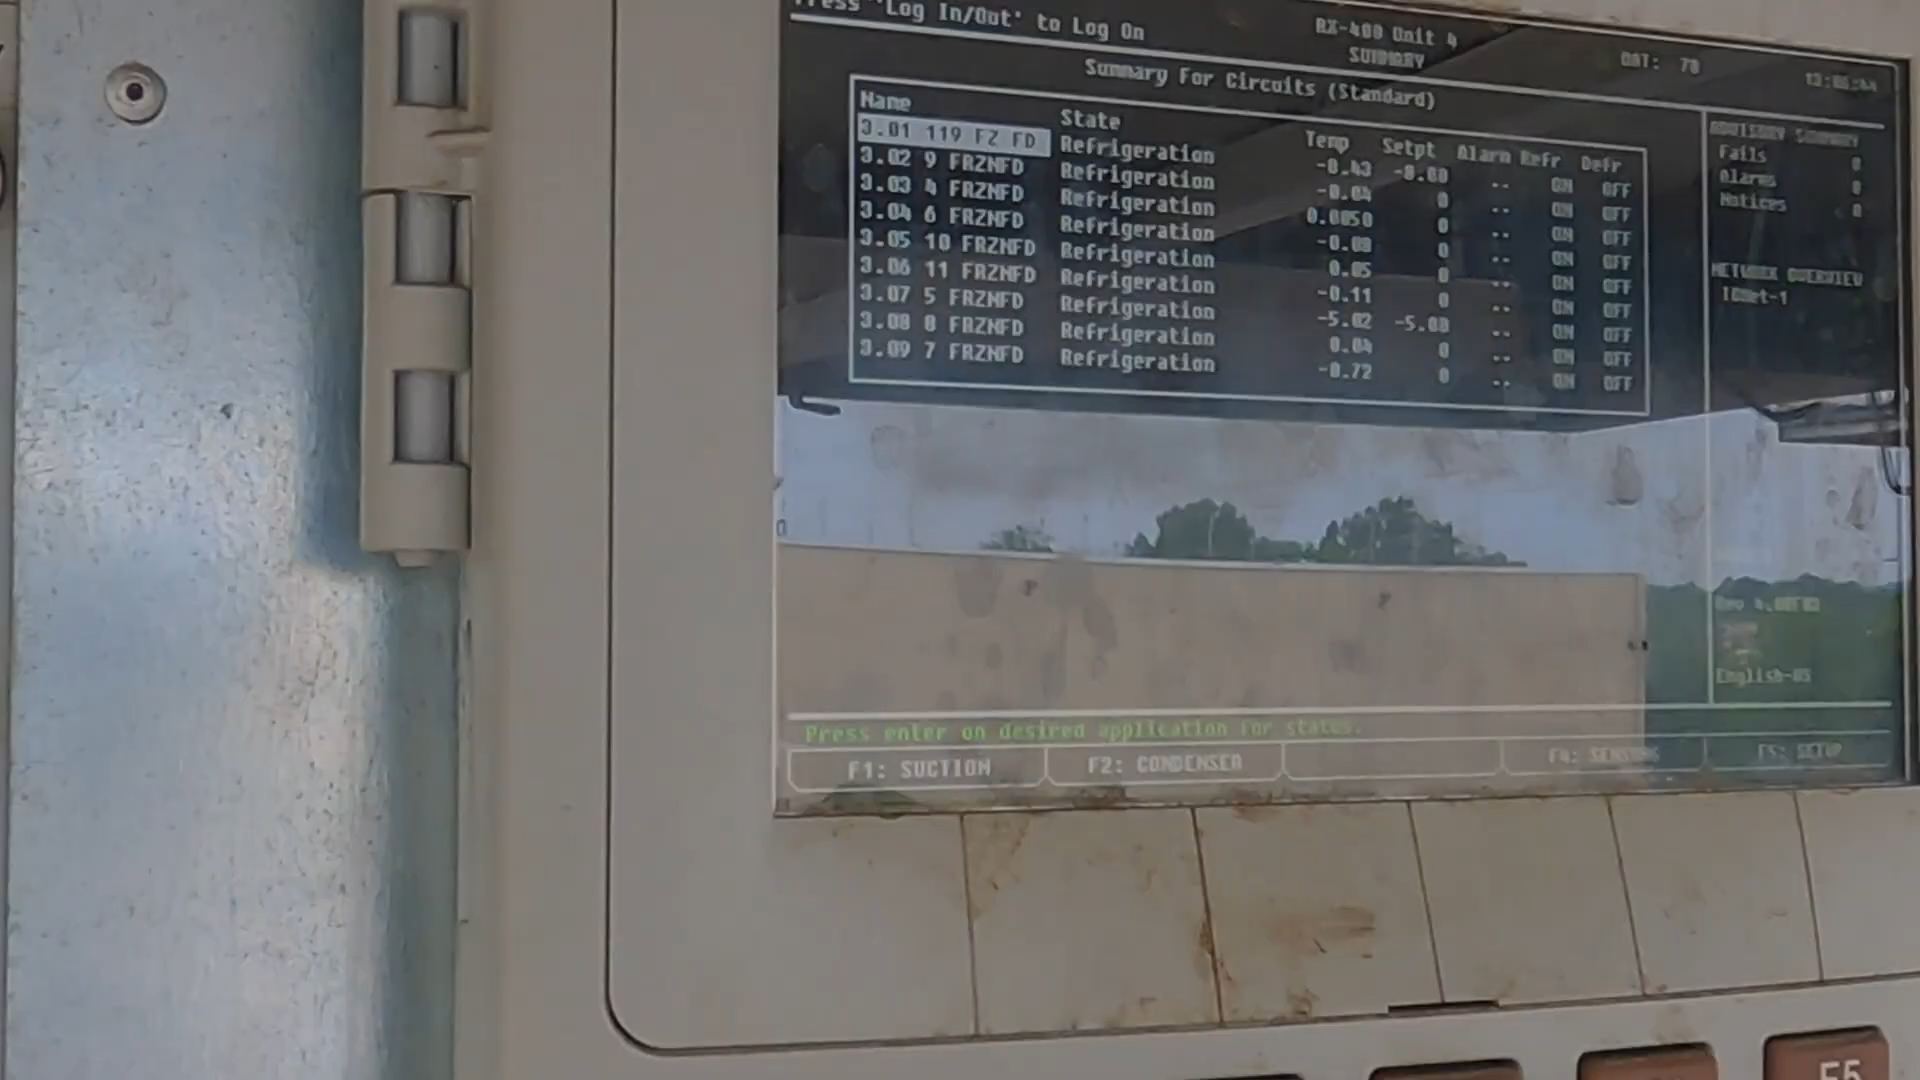 Press 'Log In/Out' to Log On
RX-400 Unit 4
SUMMARY
OAT: 70
Summary For Circuits (Standard)
Name State Temp Setpt Alarm Refr Defr
3.01 119 FZ FD Refrigeration -0.43 -8.00 -- ON OFF
3.02 9 FRZNFD Refrigeration -0.04 0 -- ON OFF
3.03 4 FRZNFD Refrigeration 0.0050 0 -- ON OFF
3.04 6 FRZNFD Refrigeration -0.08 0 -- ON OFF
3.05 10 FRZNFD Refrigeration 0.05 0 -- ON OFF
3.06 11 FRZNFD Refrigeration -0.11 0 -- ON OFF
3.07 5 FRZNFD Refrigeration -5.02 -5.00 -- ON OFF
3.08 8 FRZNFD Refrigeration 0.04 0 -- ON OFF
3.09 7 FRZNFD Refrigeration -0.72 0 -- ON OFF
ADVISORY SUMMARY
Fails 0
Alarms 0
Notices 0
NETWORK OVERVIEW
IONet-1
English-US
Press enter on desired application for status.
F1: SUCTION F2: CONDENSER F4: SENSORS F5: SETUP
F5